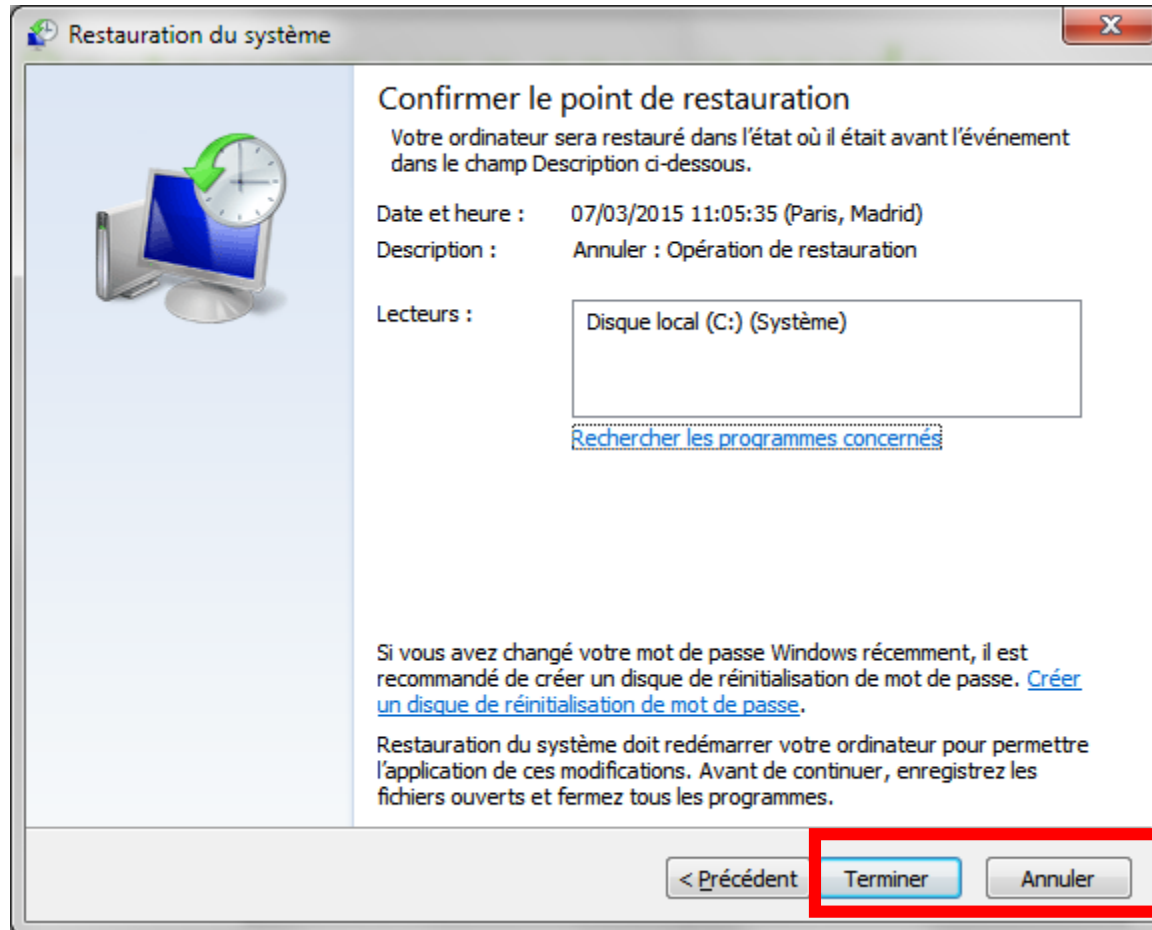 Restauration du système
Confirmer le point de restauration
Votre ordinateur sera restauré dans l'état où il était avant l'événement
dans le champ Description ci-dessous.
Date et heure : 07/03/2015 11:05:35 (Paris, Madrid)
Description : Annuler : Opération de restauration
Lecteurs : Disque local (C:) (Système)
Rechercher les programmes concernés
Si vous avez changé votre mot de passe Windows récemment, il est
recommandé de créer un disque de réinitialisation de mot de passe. Créer
un disque de réinitialisation de mot de passe.
Restauration du système doit redémarrer votre ordinateur pour permettre
l'application de ces modifications. Avant de continuer, enregistrez les
fichiers ouverts et fermez tous les programmes.
< Précédent Terminer Annuler